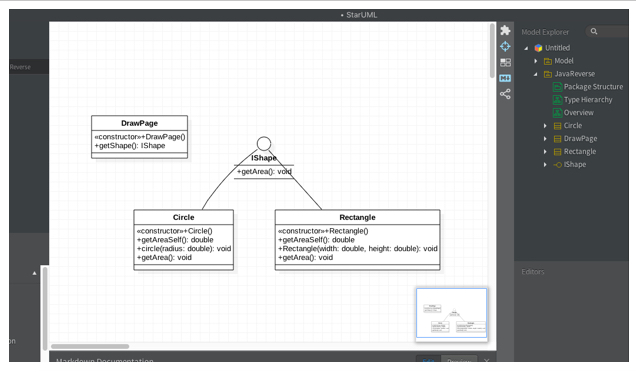 • StarUML
Reverse
Model Explorer
Untitled
Model
JavaReverse
Package Structure
Type Hierarchy
Overview
Circle
DrawPage
Rectangle
IShape
DrawPage
«constructor»+DrawPage()
+getShape(): IShape
IShape
+getArea(): void
Circle
«constructor»+Circle()
+getAreaSelf(): double
+circle(radius: double): void
+getArea(): void
Rectangle
«constructor»+Rectangle()
+getAreaSelf(): double
+Rectangle(width: double, height: double): void
+getArea(): void
Editors
on
Markdown Documentation